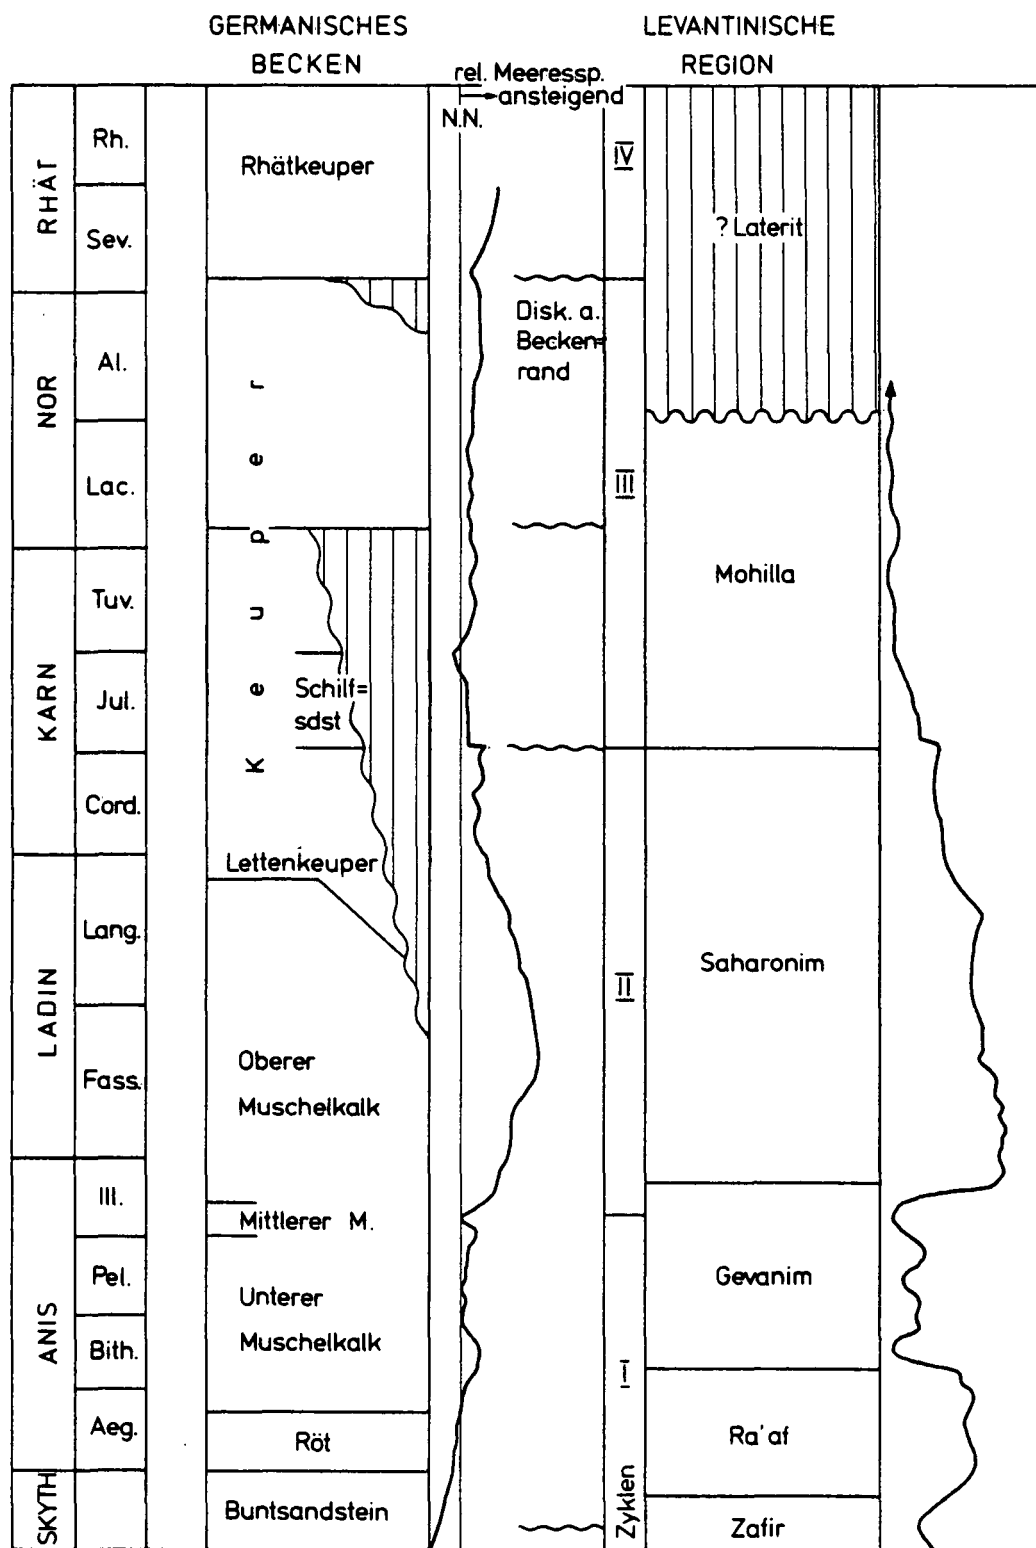 GERMANISCHES
BECKEN
LEVANTINISCHE
REGION
rel. Meeressp.
ansteigend
N.N.
RHÄT
Rh.
Sev.
NOR
Al.
Lac.
KARN
Tuv.
Jul.
Cord.
LADIN
Lang.
Fass.
ANIS
Ill.
Pel.
Bith.
Aeg.
SKYTH
Rhätkeuper
Keuper
Schilf=
sdst
Lettenkeuper
Oberer
Muschelkalk
Mittlerer M.
Unterer
Muschelkalk
Röt
Buntsandstein
Disk. a.
Becken=
rand
IV
III
II
I
Zyklen
? Laterit
Mohilla
Saharonim
Gevanim
Ra'af
Zafir